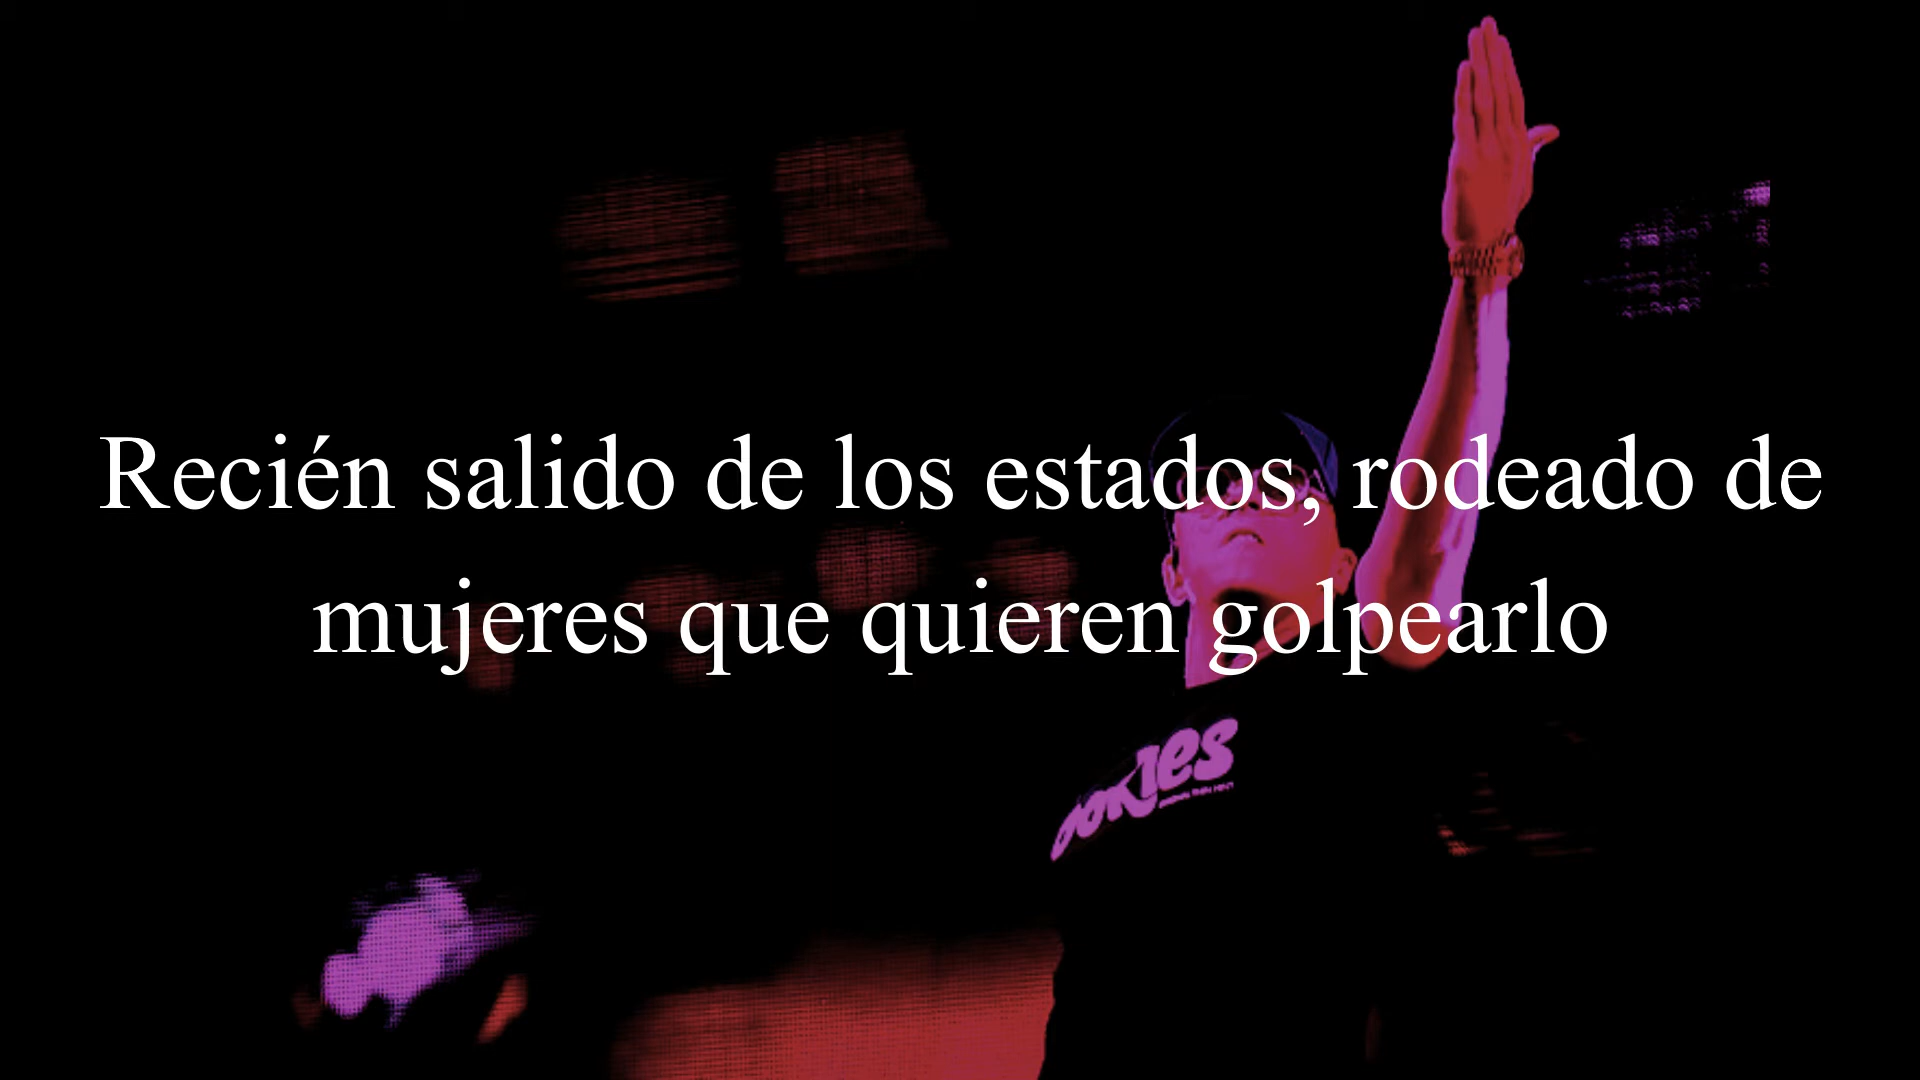 Recién salido de los estados, rodeado de
mujeres que quieren golpearlo